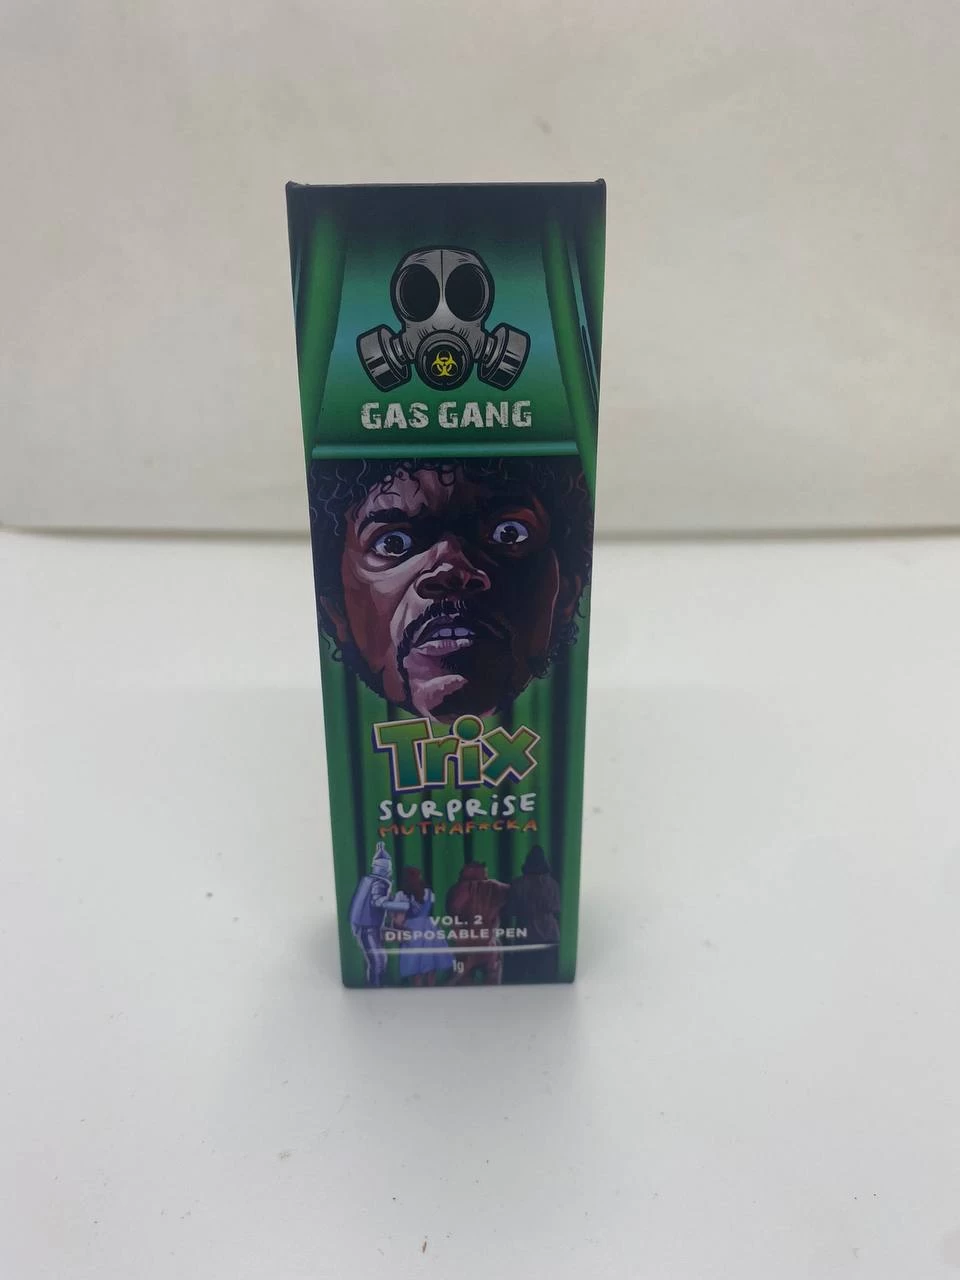 GAS GANG
Trix
SURPRiSE
MUTHAF*CKA
VOL. 2
DISPOSABLE PEN
1g